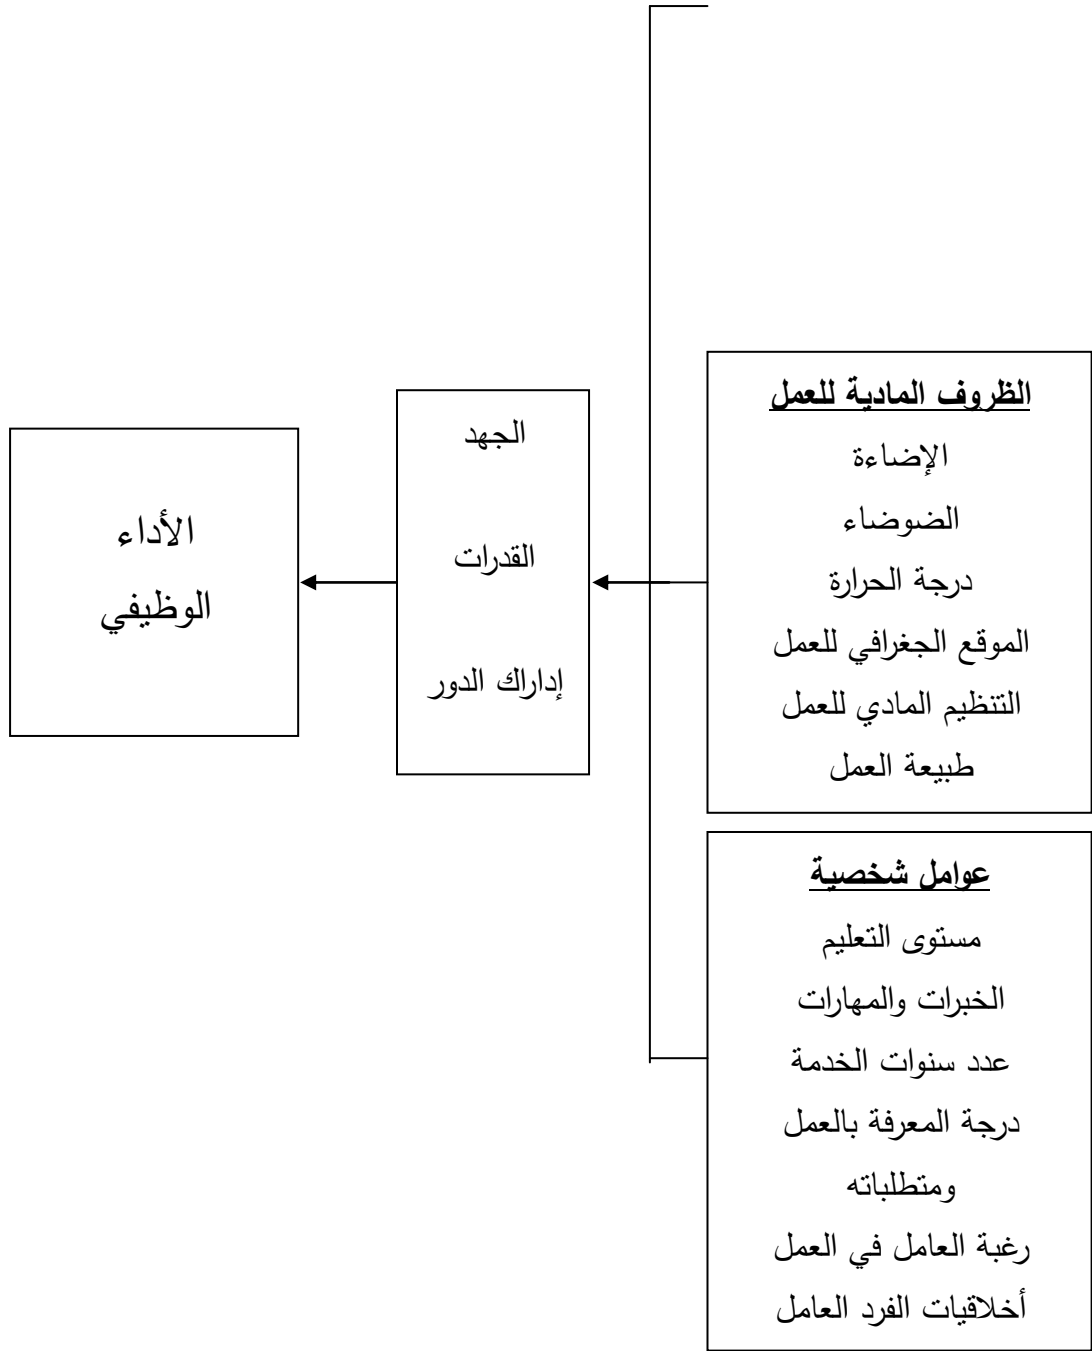 الظروف المادية للعمل
الإضاءة
الضوضاء
درجة الحرارة
الموقع الجغرافي للعمل
التنظيم المادي للعمل
طبيعة العمل
عوامل شخصية
مستوى التعليم
الخبرات والمهارات
عدد سنوات الخدمة
درجة المعرفة بالعمل
ومتطلباته
رغبة العامل في العمل
أخلاقيات الفرد العامل
الجهد
القدرات
إداراك الدور
الأداء
الوظيفي